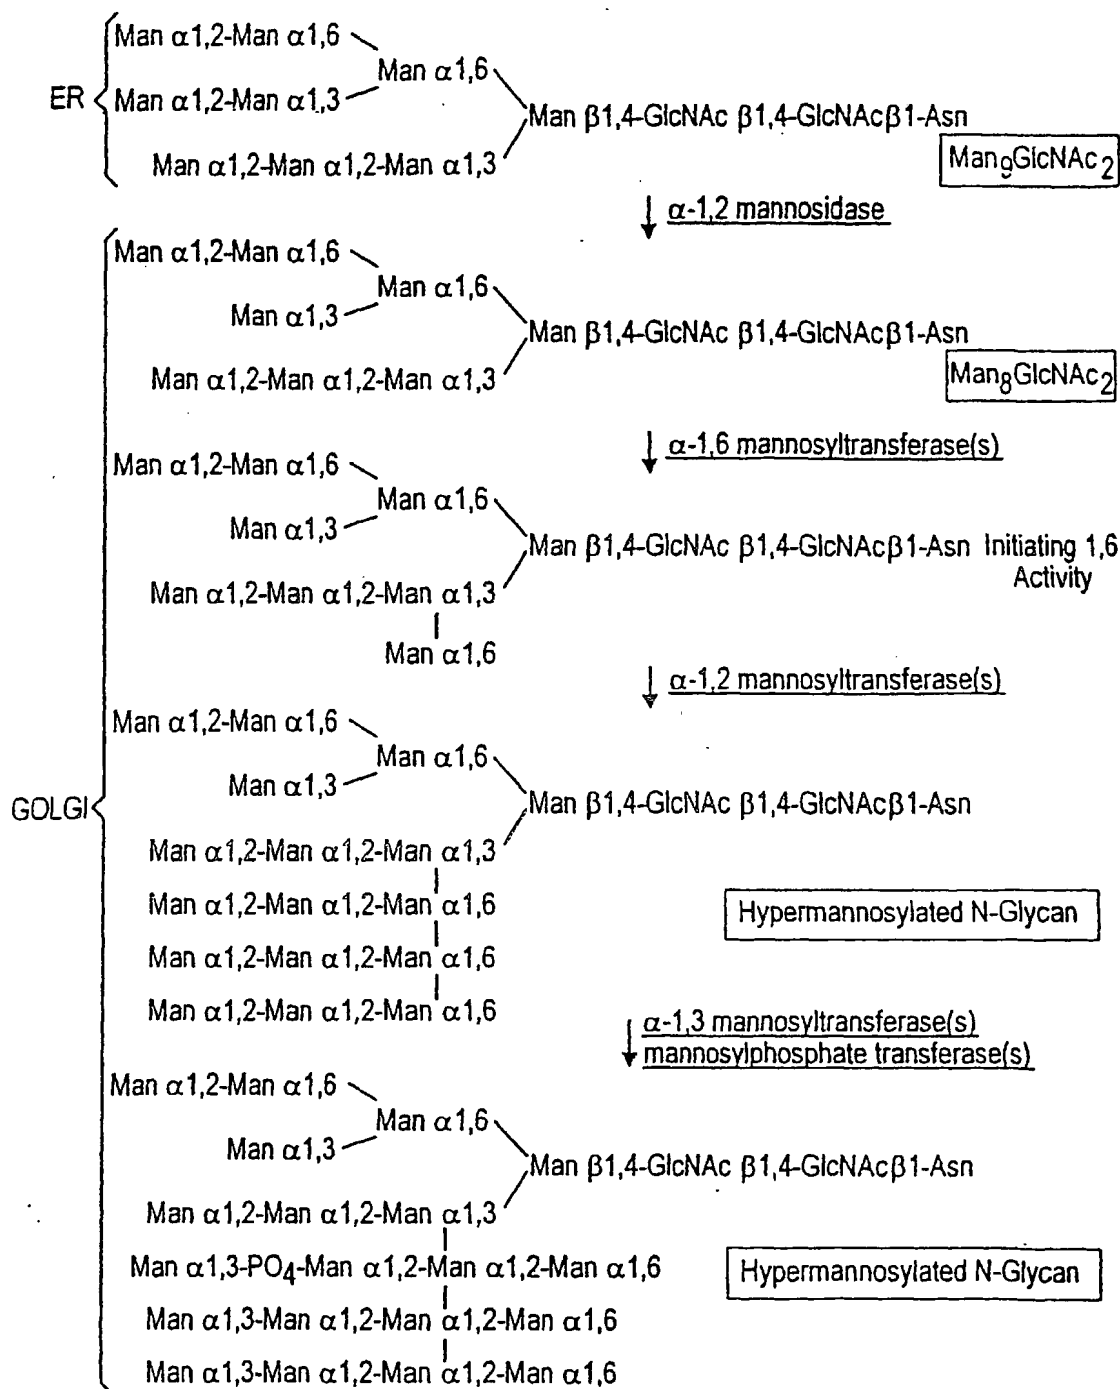 Man α1,2-Man α1,6
Man α1,6
ER
Man α1,2-Man α1,3
Man β1,4-GlcNAc β1,4-GlcNAcβ1-Asn
Man α1,2-Man α1,2-Man α1,3
Man9GlcNAc2
α-1,2 mannosidase
Man α1,2-Man α1,6
Man α1,6
Man α1,3
Man β1,4-GlcNAc β1,4-GlcNAcβ1-Asn
Man α1,2-Man α1,2-Man α1,3
Man8GlcNAc2
α-1,6 mannosyltransferase(s)
Man α1,2-Man α1,6
Man α1,6
Man α1,3
Man β1,4-GlcNAc β1,4-GlcNAcβ1-Asn Initiating 1,6
Activity
Man α1,2-Man α1,2-Man α1,3
Man α1,6
α-1,2 mannosyltransferase(s)
Man α1,2-Man α1,6
Man α1,6
Man α1,3
GOLGI
Man β1,4-GlcNAc β1,4-GlcNAcβ1-Asn
Man α1,2-Man α1,2-Man α1,3
Man α1,2-Man α1,2-Man α1,6
Hypermannosylated N-Glycan
Man α1,2-Man α1,2-Man α1,6
Man α1,2-Man α1,2-Man α1,6
α-1,3 mannosyltransferase(s)
mannosylphosphate transferase(s)
Man α1,2-Man α1,6
Man α1,6
Man α1,3
Man β1,4-GlcNAc β1,4-GlcNAcβ1-Asn
Man α1,2-Man α1,2-Man α1,3
Man α1,3-PO4-Man α1,2-Man α1,2-Man α1,6
Hypermannosylated N-Glycan
Man α1,3-Man α1,2-Man α1,2-Man α1,6
Man α1,3-Man α1,2-Man α1,2-Man α1,6